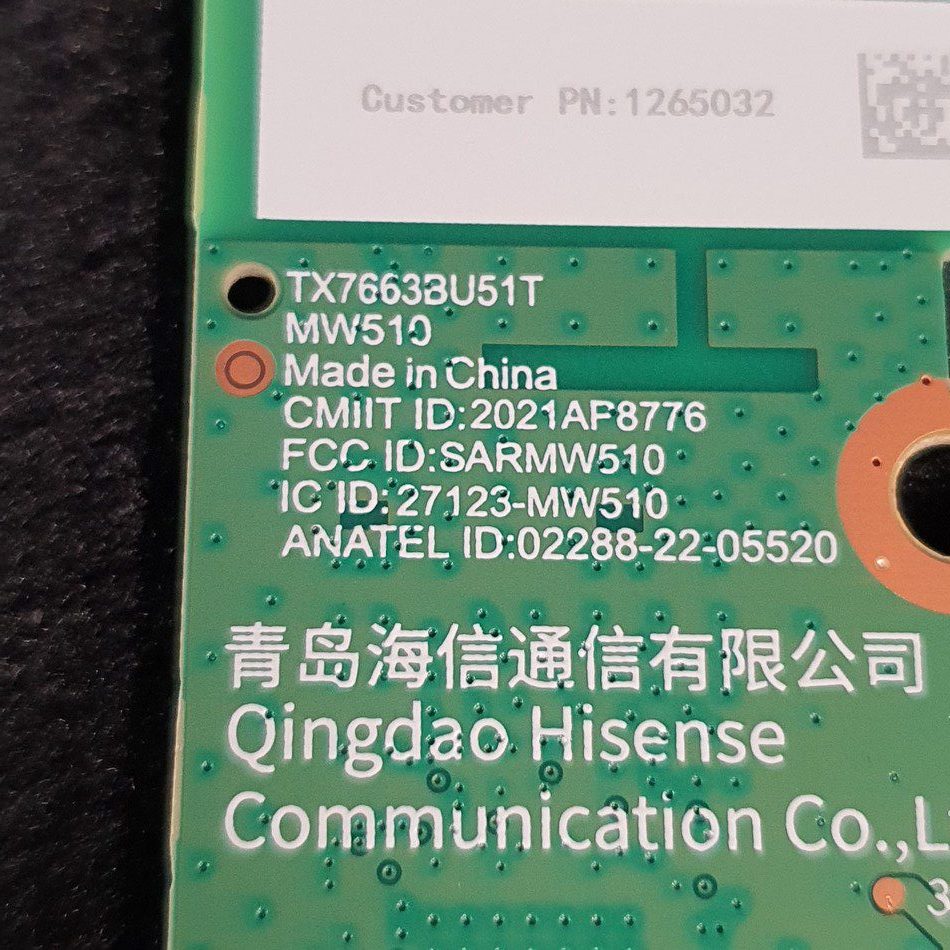 Customer PN:1265032
TX7663BU51T
MW510
Made in China
CMIIT ID:2021AP8776
FCC ID:SARMW510
IC ID: 27123-MW510
ANATEL ID:02288-22-05520
青岛海信通信有限公司
Qingdao Hisense
Communication Co.,L
3